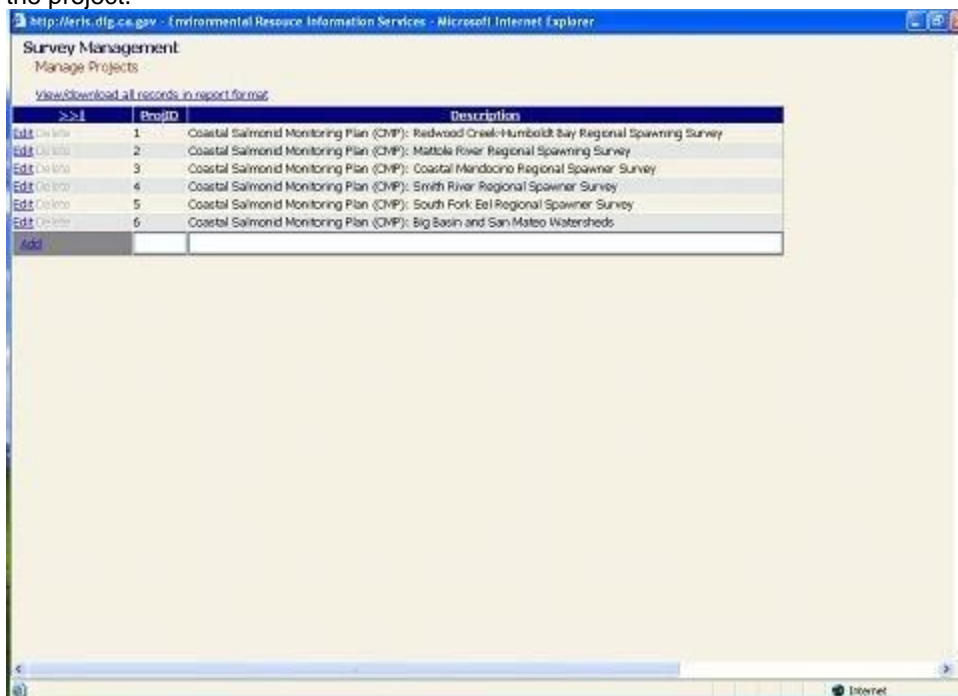 the project.
http://eris.dfg.ca.gov - Environmental Resouce Information Services - Microsoft Internet Explorer
Survey Management
Manage Projects
View/download all records in report format
>>| ProjID Description
Edit Delete 1 Coastal Salmonid Monitoring Plan (CMP): Redwood Creek-Humboldt Bay Regional Spawning Survey
Edit Delete 2 Coastal Salmonid Monitoring Plan (CMP): Mattole River Regional Spawning Survey
Edit Delete 3 Coastal Salmonid Monitoring Plan (CMP): Coastal Mendocino Regional Spawner Survey
Edit Delete 4 Coastal Salmonid Monitoring Plan (CMP): Smith River Regional Spawner Survey
Edit Delete 5 Coastal Salmonid Monitoring Plan (CMP): South Fork Eel Regional Spawner Survey
Edit Delete 6 Coastal Salmonid Monitoring Plan (CMP): Big Basin and San Mateo Watersheds
Add
Internet